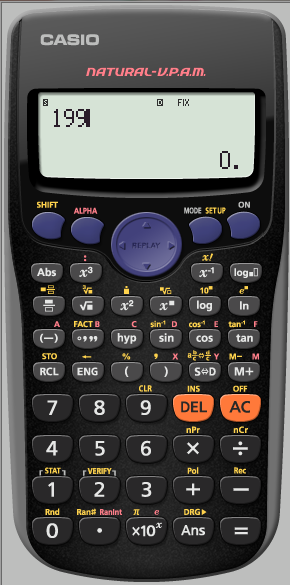 CASIO
NATURAL-V.P.A.M.
D FIX
199
0.
SHIFT ALPHA MODE SETUP ON
REPLAY
: x!
Abs x³ x⁻¹ log
³√ 10ˣ eˣ
√ x² log ln
A FACT B C sin⁻¹ D cos⁻¹ E tan⁻¹ F
(−) °,,, hyp sin cos tan
STO ← % , X Y M− M
RCL ENG ( ) S⇔D M+
CLR INS OFF
7 8 9 DEL AC
nPr nCr
4 5 6 × ÷
STAT VERIFY Pol Rec
1 2 3 + −
Rnd Ran# RanInt π e DRG▶
0 • ×10ˣ Ans =